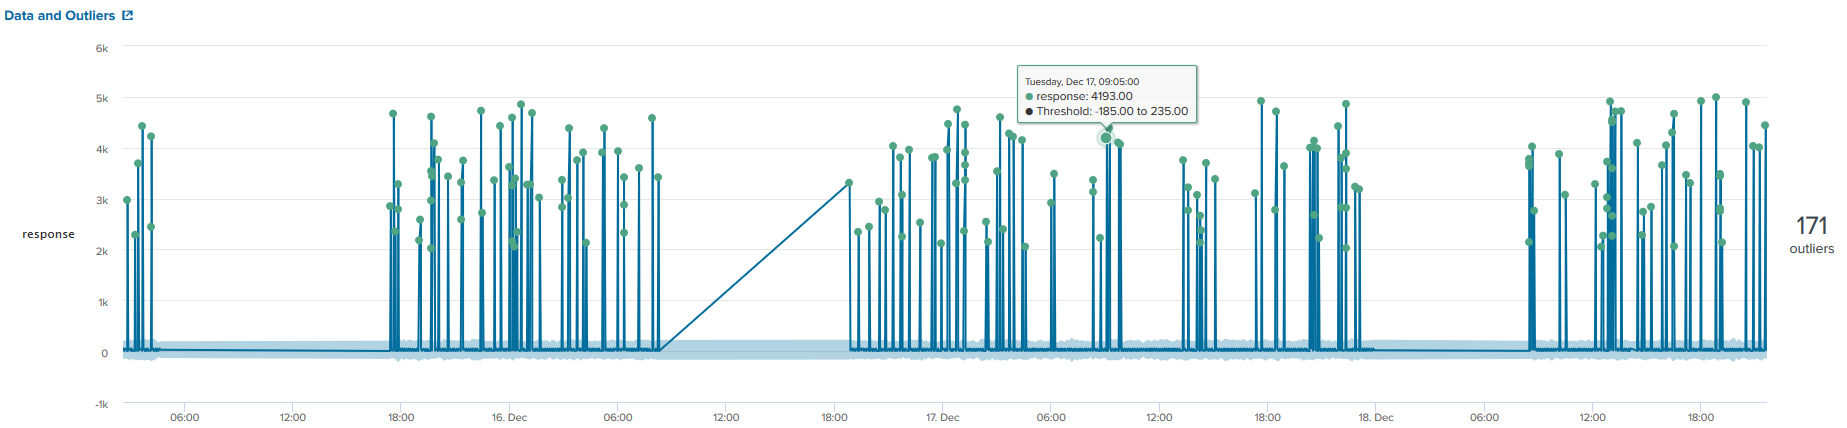 Data and Outliers
6k
5k
4k
3k
2k
1k
0
-1k
response
Tuesday, Dec 17, 09:05:00
response: 4193.00
Threshold: -185.00 to 235.00
171
outliers
06:00 12:00 18:00 16. Dec 06:00 12:00 18:00 17. Dec 06:00 12:00 18:00 18. Dec 06:00 12:00 18:00